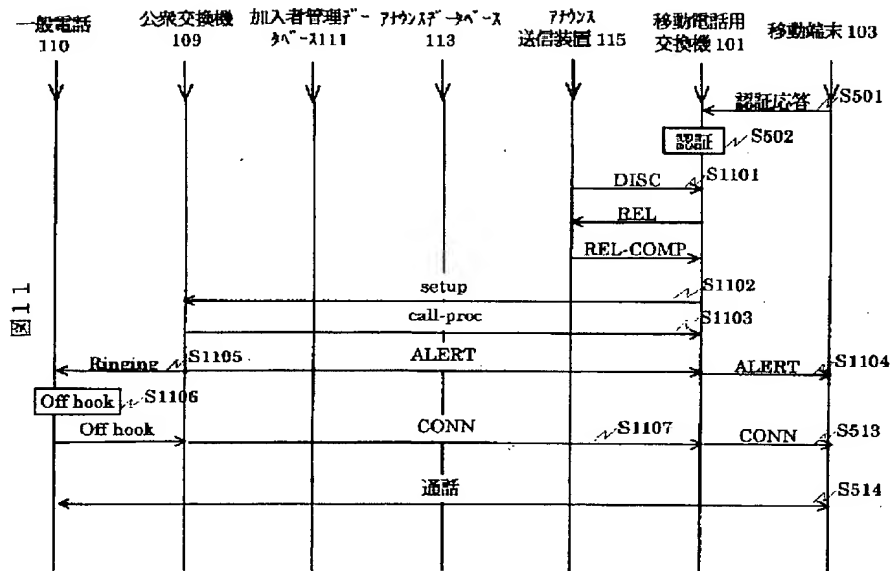 一般電話
110
公衆交換機
109
加入者管理デー
タベース111
アナウンスデータベース
113
アナウンス
送信装置 115
移動電話用
交換機 101
移動端末 103
認証応答
S501
認証
S502
DISC
S1101
REL
REL-COMP
setup
S1102
call-proc
S1103
Ringing
S1105
ALERT
ALERT
S1104
Off hook
S1106
Off hook
CONN
S1107
CONN
S513
通話
S514
図11